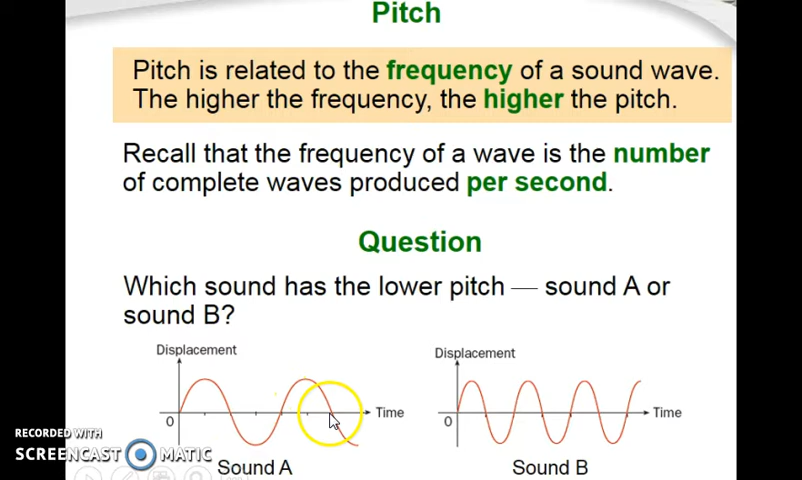 Pitch
Pitch is related to the frequency of a sound wave.
The higher the frequency, the higher the pitch.
Recall that the frequency of a wave is the number
of complete waves produced per second.
Question
Which sound has the lower pitch — sound A or
sound B?
Displacement
0
Time
Sound A
Displacement
0
Time
Sound B
RECORDED WITH
SCREENCAST MATIC